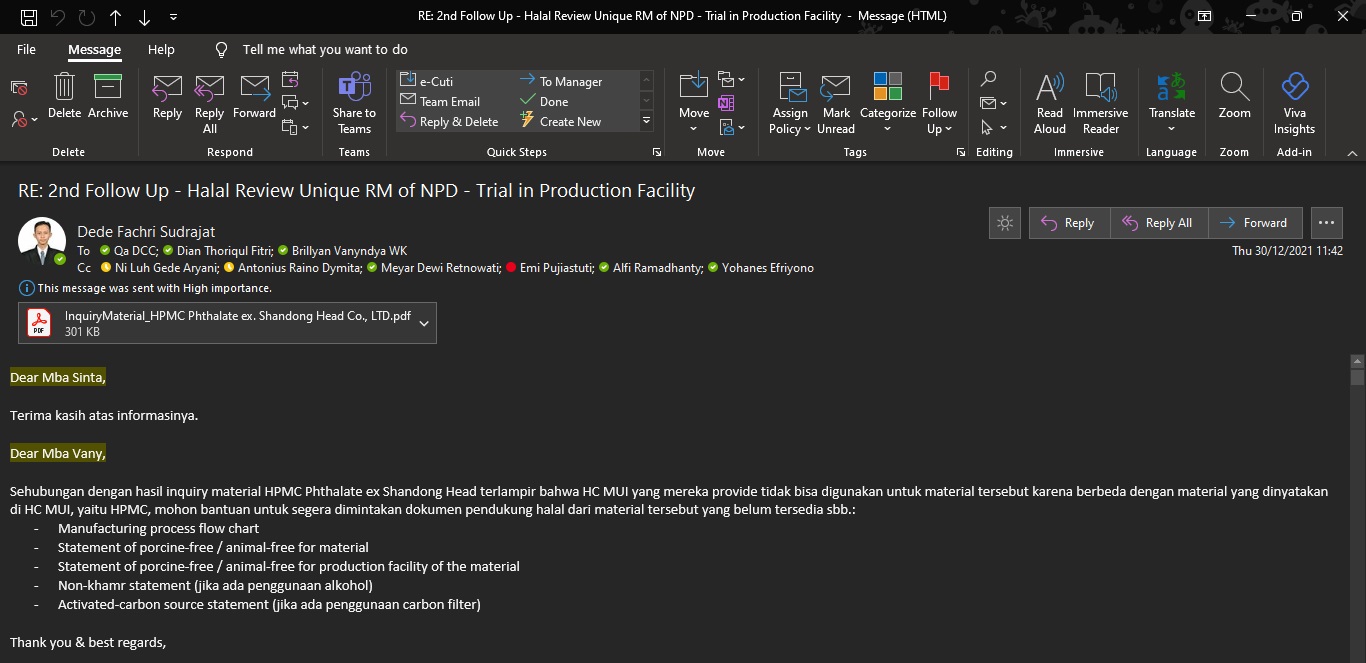 RE: 2nd Follow Up - Halal Review Unique RM of NPD - Trial in Production Facility - Message (HTML)
File Message Help Tell me what you want to do
Delete Archive
Reply Reply All Forward
Share to Teams
e-Cuti To Manager
Team Email Done
Reply & Delete Create New
Move
Assign Policy Mark Unread Categorize Follow Up
Read Aloud Immersive Reader
Translate
Zoom
Viva Insights
Delete Respond Teams Quick Steps Move Tags Editing Immersive Language Zoom Add-in
RE: 2nd Follow Up - Halal Review Unique RM of NPD - Trial in Production Facility
Reply Reply All Forward
Dede Fachri Sudrajat
To Qa DCC; Dian Thoriqul Fitri; Brillyan Vanyndya WK
Thu 30/12/2021 11:42
Cc Ni Luh Gede Aryani; Antonius Raino Dymita; Meyar Dewi Retnowati; Emi Pujiastuti; Alfi Ramadhanty; Yohanes Efriyono
This message was sent with High importance.
PDF
InquiryMaterial_HPMC Phthalate ex. Shandong Head Co., LTD.pdf
301 KB
Dear Mba Sinta,
Terima kasih atas informasinya.
Dear Mba Vany,
Sehubungan dengan hasil inquiry material HPMC Phthalate ex Shandong Head terlampir bahwa HC MUI yang mereka provide tidak bisa digunakan untuk material tersebut karena berbeda dengan material yang dinyatakan
di HC MUI, yaitu HPMC, mohon bantuan untuk segera dimintakan dokumen pendukung halal dari material tersebut yang belum tersedia sbb.:
- Manufacturing process flow chart
- Statement of porcine-free / animal-free for material
- Statement of porcine-free / animal-free for production facility of the material
- Non-khamr statement (jika ada penggunaan alkohol)
- Activated-carbon source statement (jika ada penggunaan carbon filter)
Thank you & best regards,